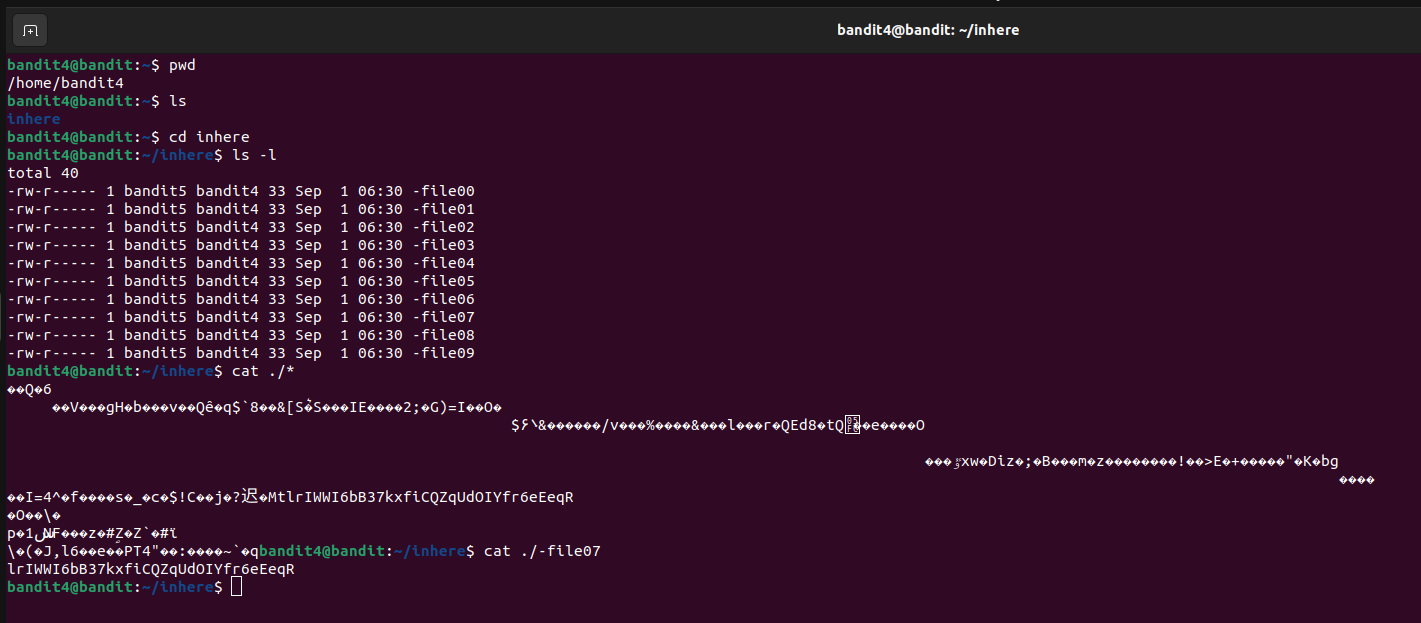 bandit4@bandit: ~/inhere
bandit4@bandit:~$ pwd
/home/bandit4
bandit4@bandit:~$ ls
inhere
bandit4@bandit:~$ cd inhere
bandit4@bandit:~/inhere$ ls -l
total 40
-rw-r----- 1 bandit5 bandit4 33 Sep  1 06:30 -file00
-rw-r----- 1 bandit5 bandit4 33 Sep  1 06:30 -file01
-rw-r----- 1 bandit5 bandit4 33 Sep  1 06:30 -file02
-rw-r----- 1 bandit5 bandit4 33 Sep  1 06:30 -file03
-rw-r----- 1 bandit5 bandit4 33 Sep  1 06:30 -file04
-rw-r----- 1 bandit5 bandit4 33 Sep  1 06:30 -file05
-rw-r----- 1 bandit5 bandit4 33 Sep  1 06:30 -file06
-rw-r----- 1 bandit5 bandit4 33 Sep  1 06:30 -file07
-rw-r----- 1 bandit5 bandit4 33 Sep  1 06:30 -file08
-rw-r----- 1 bandit5 bandit4 33 Sep  1 06:30 -file09
bandit4@bandit:~/inhere$ cat ./*
��Q�6
��V���gH�b���v��Qê�q$`8��&[S�S���IE����2;�G)=I��O�
&������/v���%����&���l���r�QEd8�tQ��e����O
xw�Diz�;�B���m�z��������!��>E�+�����"�K�bg
����
��I=4^�f����s�_�c�$!C��j�?迟�MtlrIWWI6bB37kxfiCQZqUdOIYfr6eEeqR
�O��\�
\�(�J,l6��e��PT4"��:����~`�qbandit4@bandit:~/inhere$ cat ./-file07
lrIWWI6bB37kxfiCQZqUdOIYfr6eEeqR
bandit4@bandit:~/inhere$